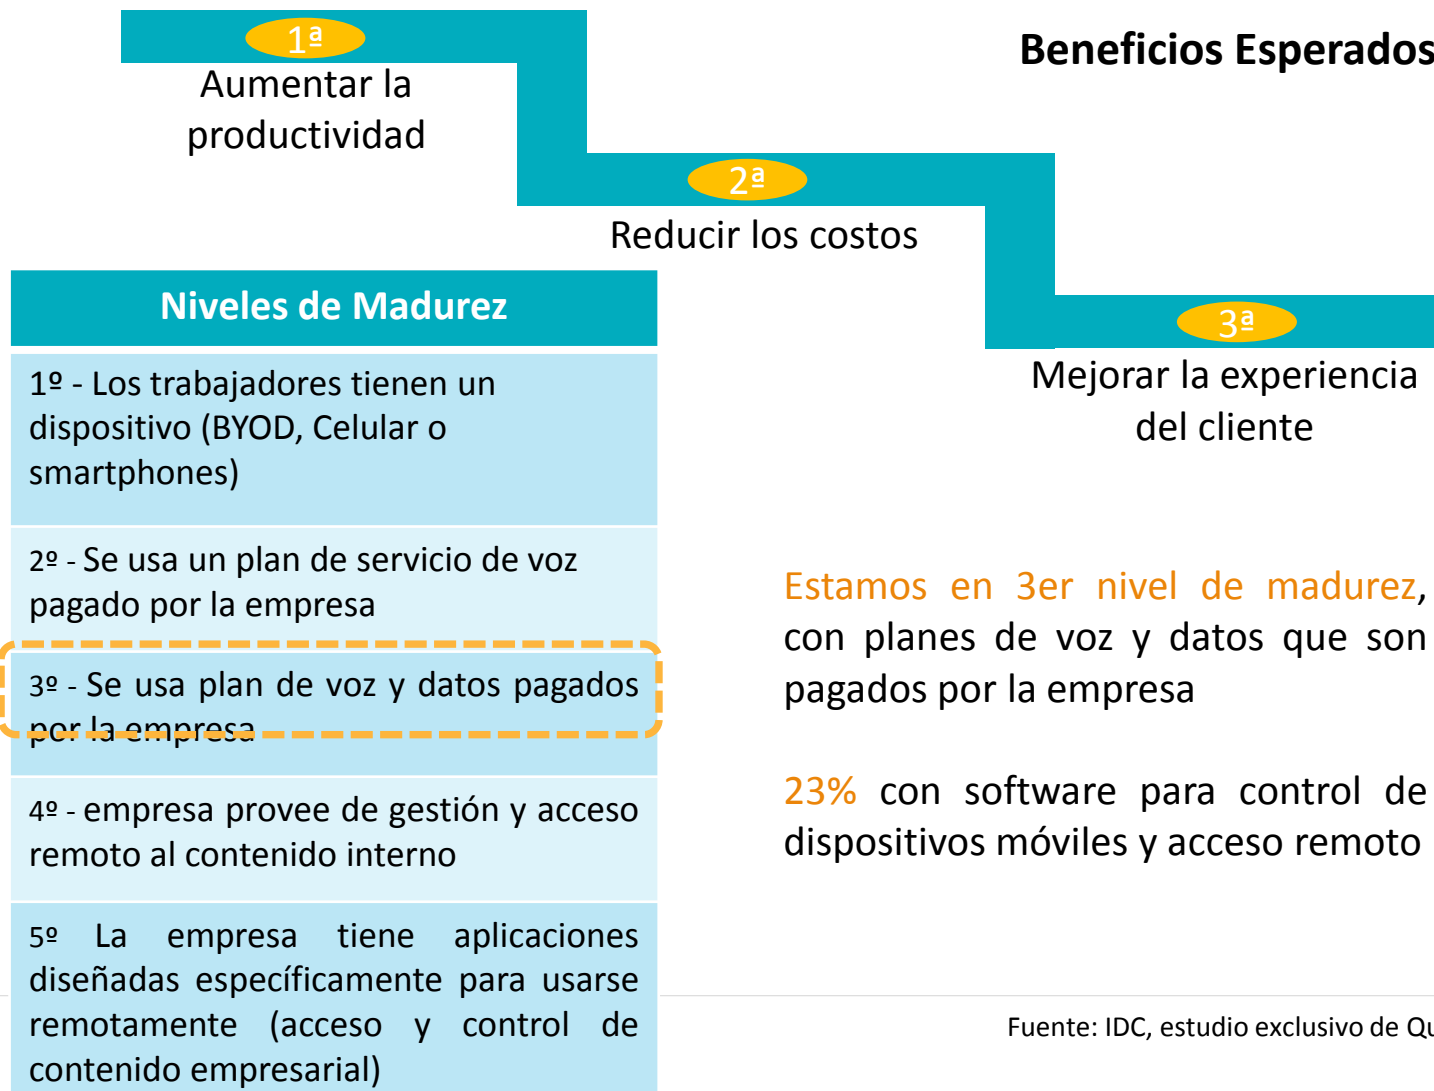 1ª
Beneficios Esperados
Aumentar la
productividad
2ª
Reducir los costos
3ª
Mejorar la experiencia
del cliente
Niveles de Madurez
1º - Los trabajadores tienen un
dispositivo (BYOD, Celular o
smartphones)
2º - Se usa un plan de servicio de voz
pagado por la empresa
3º - Se usa plan de voz y datos pagados
por la empresa
4º - empresa provee de gestión y acceso
remoto al contenido interno
5º La empresa tiene aplicaciones
diseñadas específicamente para usarse
remotamente (acceso y control de
contenido empresarial)
Estamos en 3er nivel de madurez,
con planes de voz y datos que son
pagados por la empresa
23% con software para control de
dispositivos móviles y acceso remoto
Fuente: IDC, estudio exclusivo de